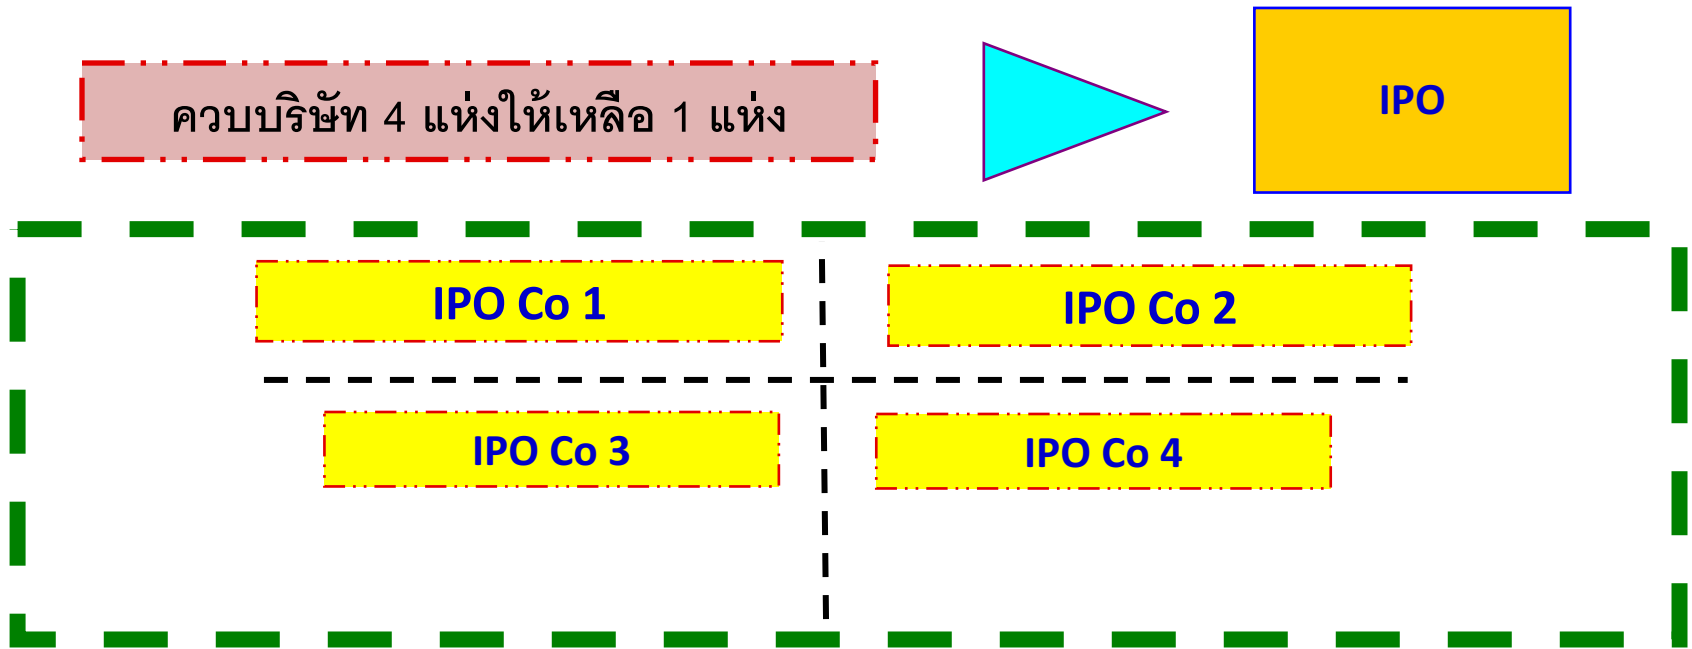 ควบบริษัท 4 แห่งให้เหลือ 1 แห่ง
IPO
IPO Co 1
IPO Co 2
IPO Co 3
IPO Co 4